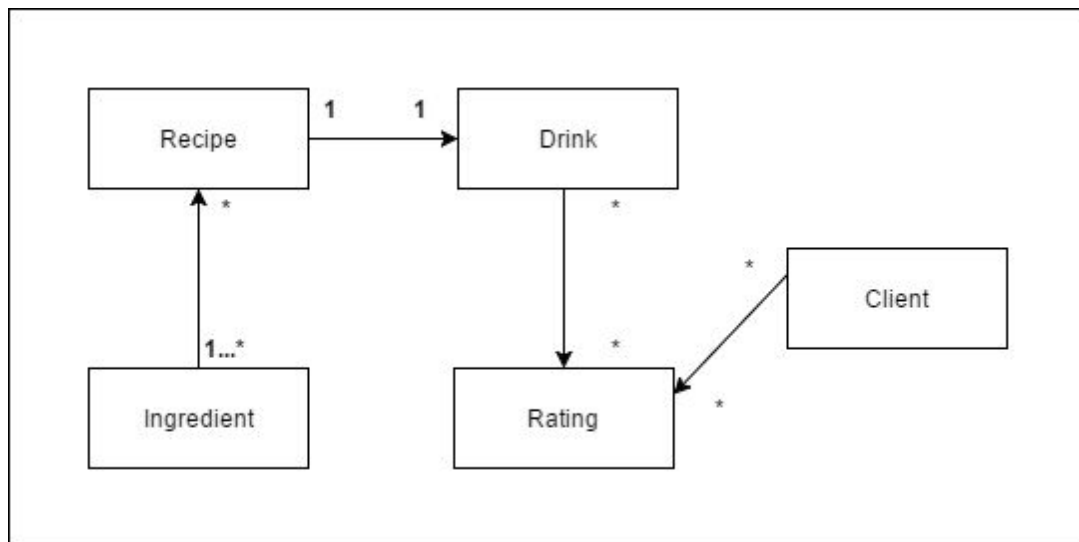 1 1
Recipe Drink
* *
* Client
1...* *
Ingredient Rating *